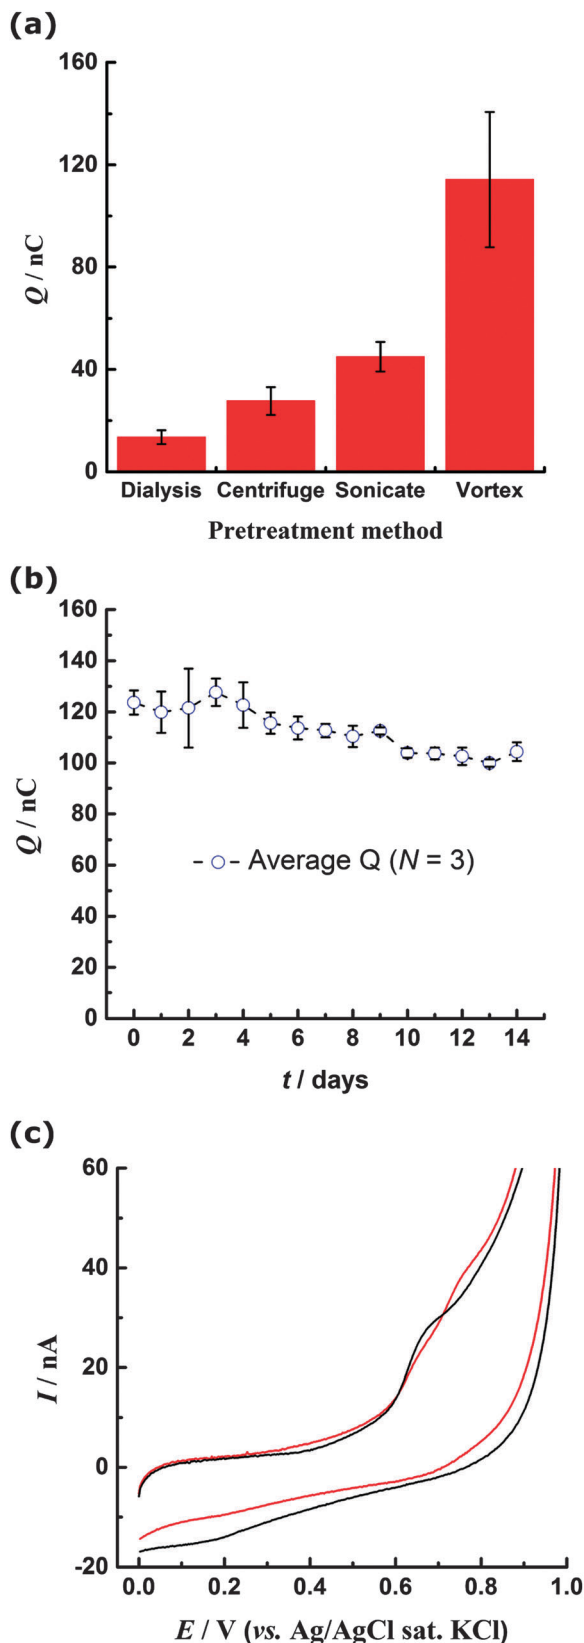 (a)
160
120
80
40
0
Q / nC
Dialysis Centrifuge Sonicate Vortex
Pretreatment method
(b)
160
140
120
100
80
60
40
20
0
Q / nC
Average Q (N = 3)
0 2 4 6 8 10 12 14
t / days
(c)
60
40
20
0
-20
I / nA
0.0 0.2 0.4 0.6 0.8 1.0
E / V (vs. Ag/AgCl sat. KCl)